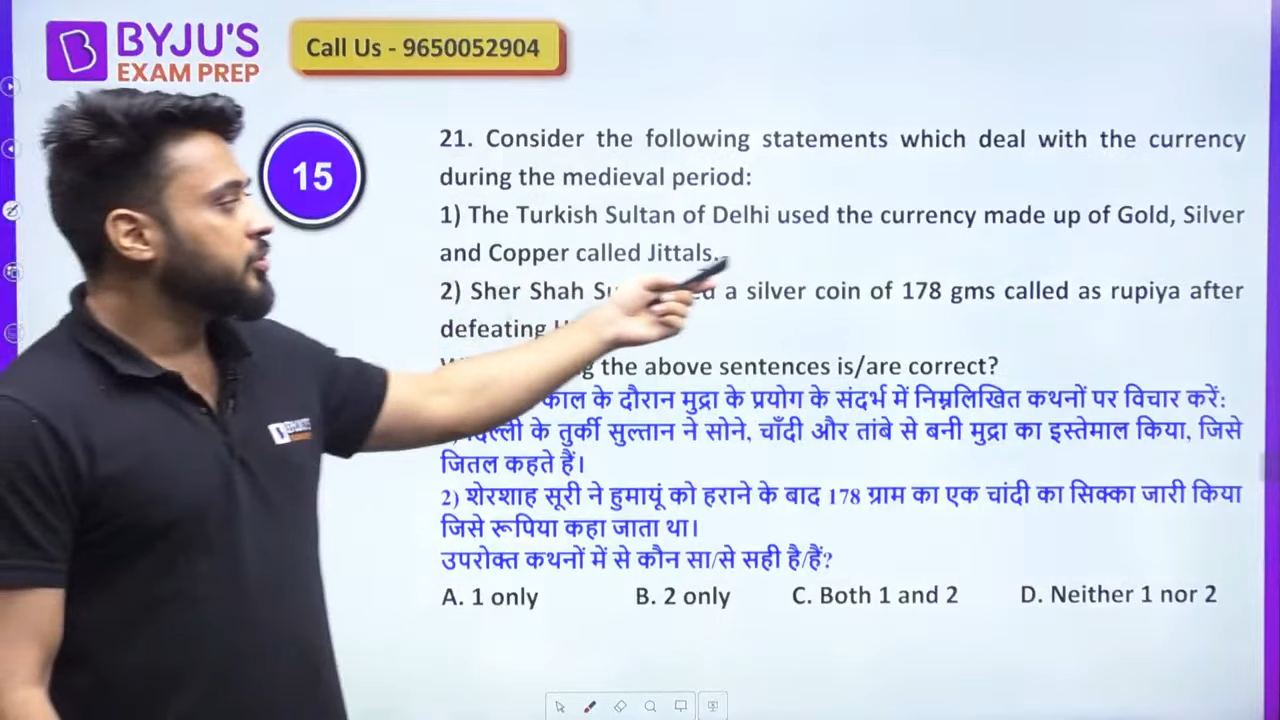 BYJU'S
EXAM PREP
Call Us - 9650052904
15
21. Consider the following statements which deal with the currency
during the medieval period:
1) The Turkish Sultan of Delhi used the currency made up of Gold, Silver
and Copper called Jittals.
2) Sher Shah a silver coin of 178 gms called as rupiya after
defeating
the above sentences is/are correct?
काल के दौरान मुद्रा के प्रयोग के संदर्भ में निम्नलिखित कथनों पर विचार करें:
दिल्ली के तुर्की सुल्तान ने सोने, चाँदी और तांबे से बनी मुद्रा का इस्तेमाल किया, जिसे
जितल कहते हैं।
2) शेरशाह सूरी ने हुमायूं को हराने के बाद 178 ग्राम का एक चांदी का सिक्का जारी किया
जिसे रूपिया कहा जाता था।
उपरोक्त कथनों में से कौन सा/से सही है/हैं?
A. 1 only B. 2 only C. Both 1 and 2 D. Neither 1 nor 2